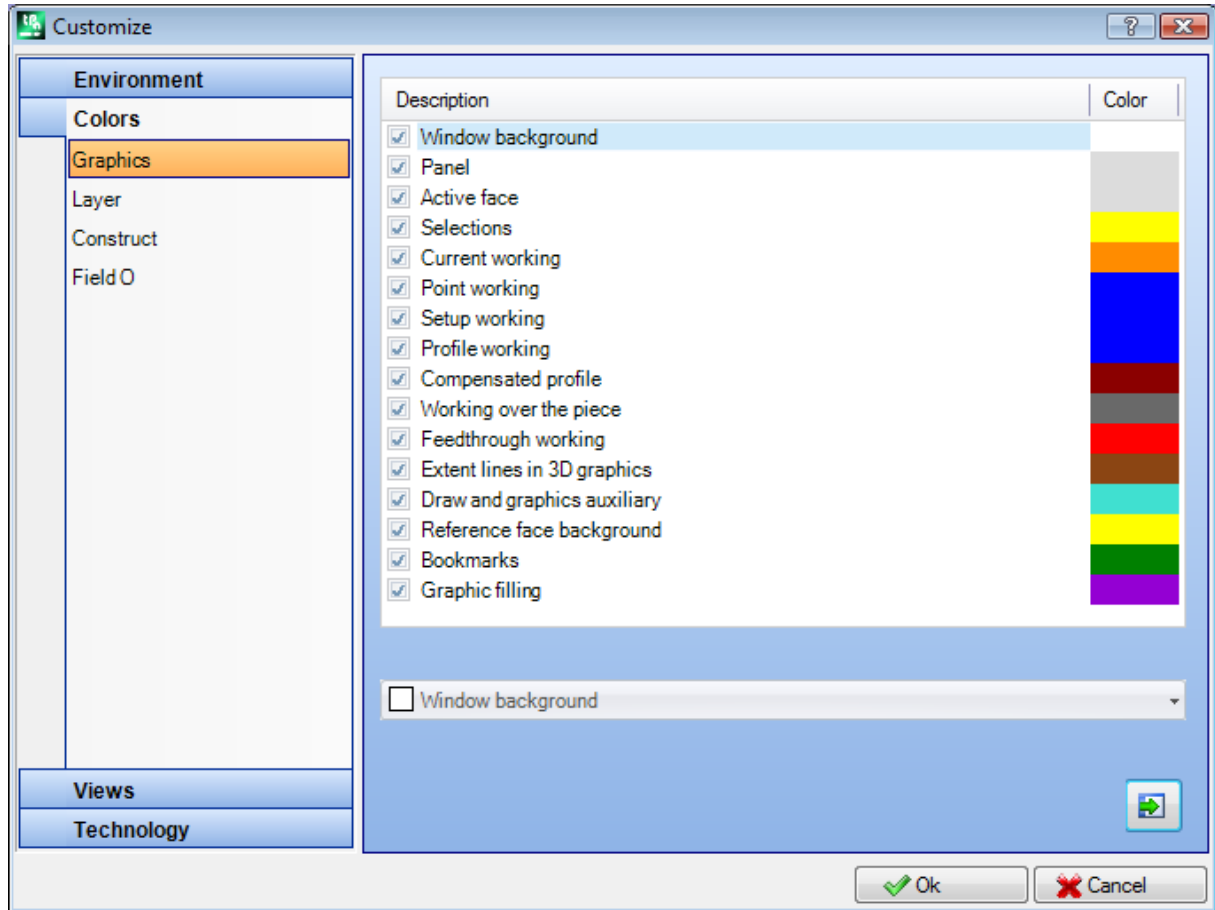 Customize
Environment
Colors
Graphics
Layer
Construct
Field O
Views
Technology
Description Color
Window background
Panel
Active face
Selections
Current working
Point working
Setup working
Profile working
Compensated profile
Working over the piece
Feedthrough working
Extent lines in 3D graphics
Draw and graphics auxiliary
Reference face background
Bookmarks
Graphic filling
Window background
Ok Cancel